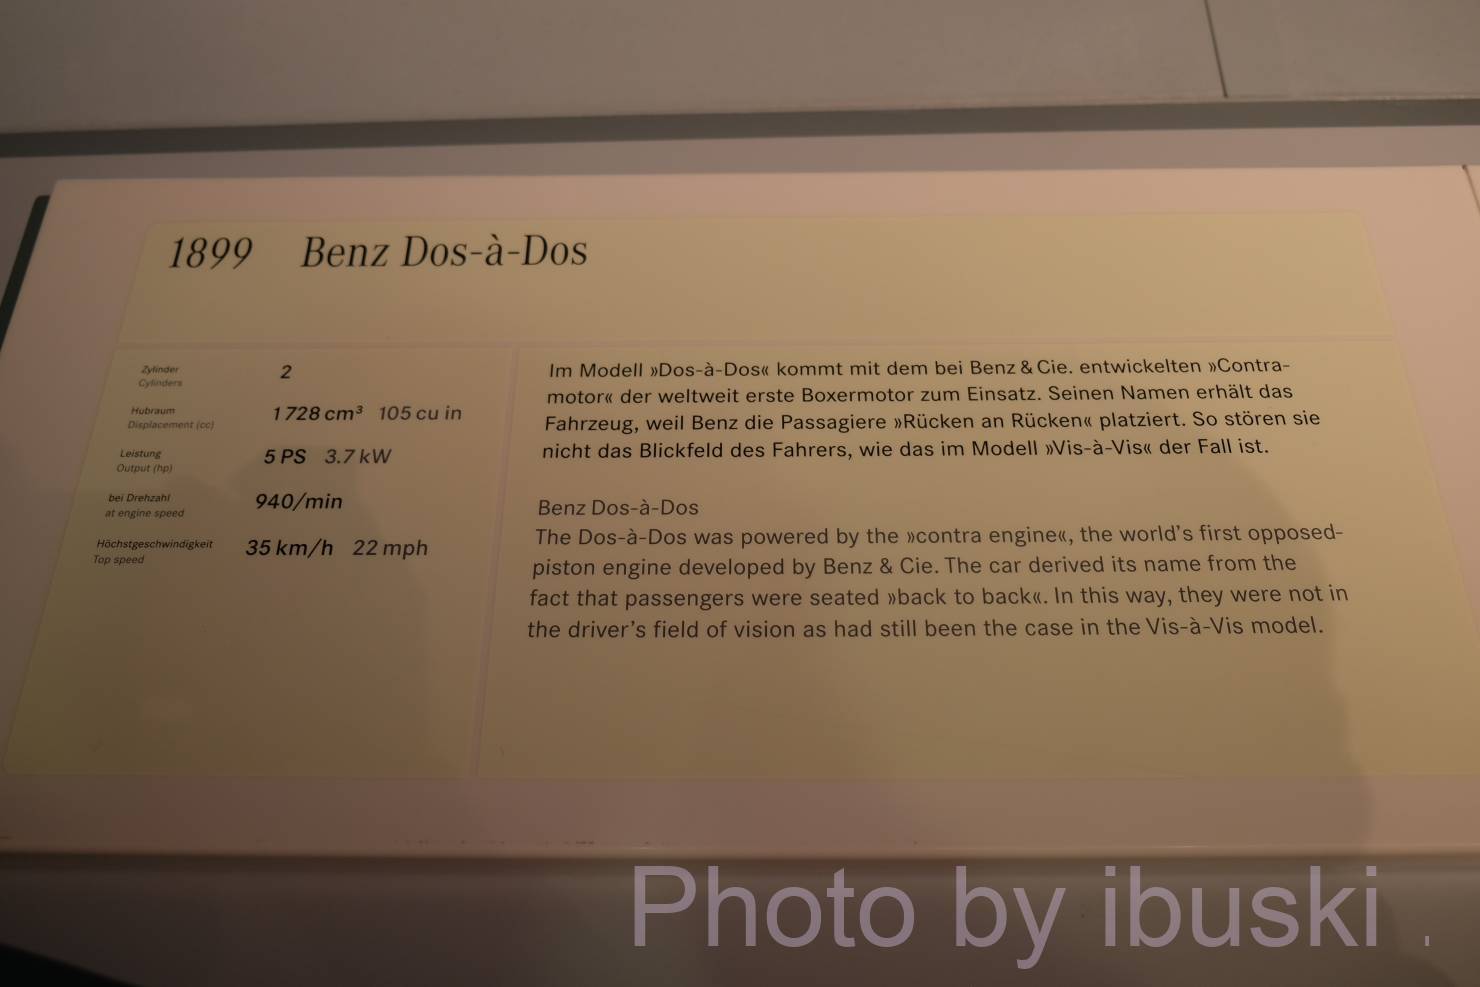 1899 Benz Dos-à-Dos
Zylinder 2
Cylinders
Hubraum 1 728 cm³ 105 cu in
Displacement (cc)
Leistung 5 PS 3.7 kW
Output (hp)
bei Drehzahl 940/min
at engine speed
Höchstgeschwindigkeit 35 km/h 22 mph
Top speed
Im Modell »Dos-à-Dos« kommt mit dem bei Benz & Cie. entwickelten »Contra-
motor« der weltweit erste Boxermotor zum Einsatz. Seinen Namen erhält das
Fahrzeug, weil Benz die Passagiere »Rücken an Rücken« platziert. So stören sie
nicht das Blickfeld des Fahrers, wie das im Modell »Vis-à-Vis« der Fall ist.
Benz Dos-à-Dos
The Dos-à-Dos was powered by the »contra engine«, the world's first opposed-
piston engine developed by Benz & Cie. The car derived its name from the
fact that passengers were seated »back to back«. In this way, they were not in
the driver's field of vision as had still been the case in the Vis-à-Vis model.
Photo by ibuski .